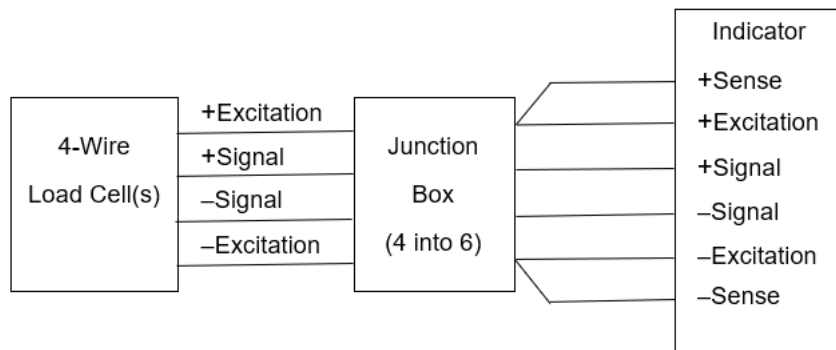 4-Wire
Load Cell(s)
+Excitation
+Signal
–Signal
–Excitation
Junction
Box
(4 into 6)
Indicator
+Sense
+Excitation
+Signal
–Signal
–Excitation
–Sense